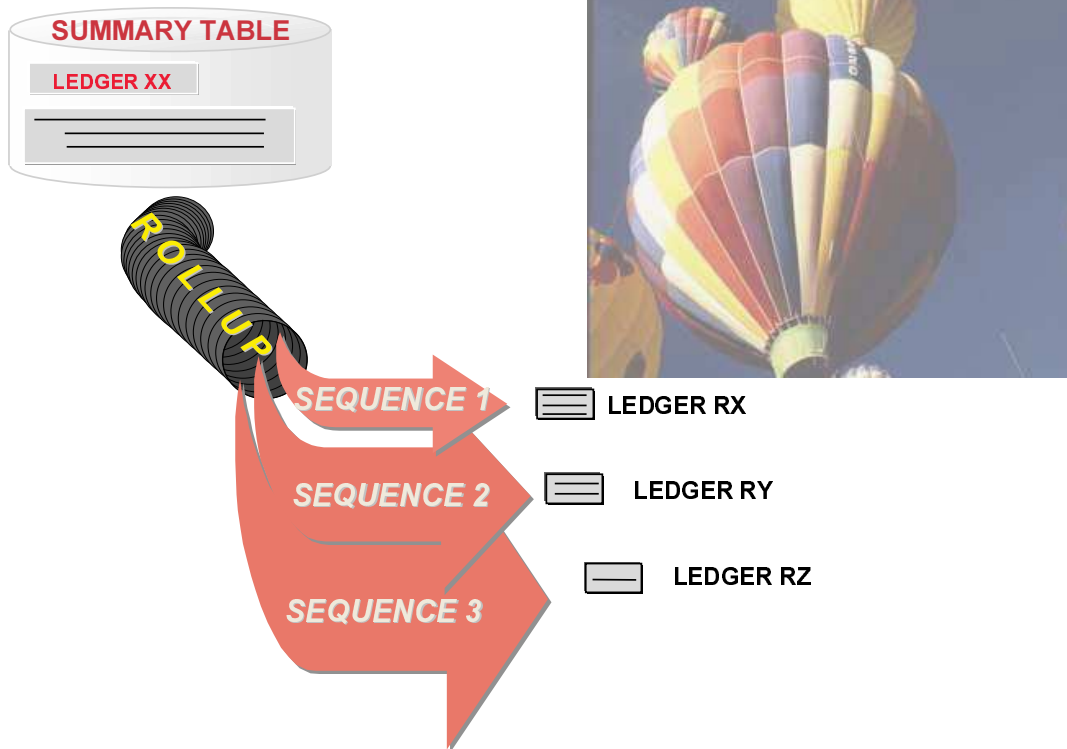 SUMMARY TABLE
LEDGER XX
ROLLUP
SEQUENCE 1
LEDGER RX
SEQUENCE 2
LEDGER RY
SEQUENCE 3
LEDGER RZ